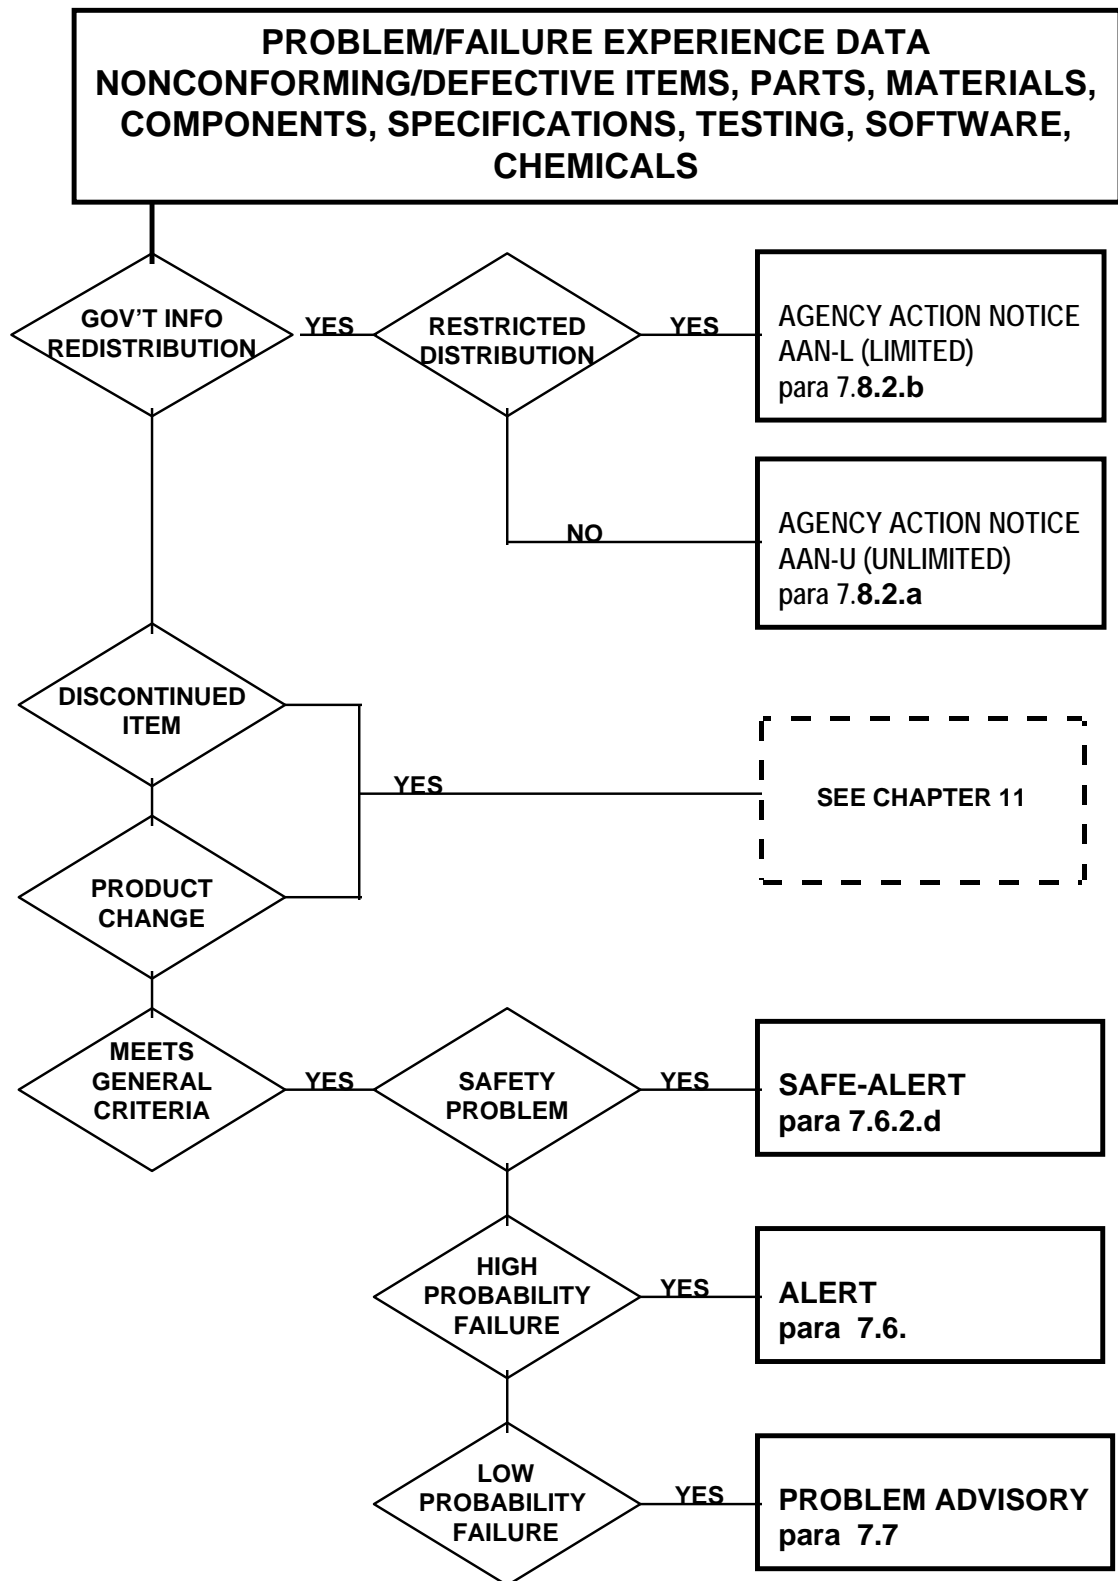 PROBLEM/FAILURE EXPERIENCE DATA
NONCONFORMING/DEFECTIVE ITEMS, PARTS, MATERIALS,
COMPONENTS, SPECIFICATIONS, TESTING, SOFTWARE,
CHEMICALS
GOV'T INFO
REDISTRIBUTION
YES
RESTRICTED
DISTRIBUTION
YES
AGENCY ACTION NOTICE
AAN-L (LIMITED)
para 7.8.2.b
NO
AGENCY ACTION NOTICE
AAN-U (UNLIMITED)
para 7.8.2.a
DISCONTINUED
ITEM
YES
SEE CHAPTER 11
PRODUCT
CHANGE
MEETS
GENERAL
CRITERIA
YES
SAFETY
PROBLEM
YES
SAFE-ALERT
para 7.6.2.d
HIGH
PROBABILITY
FAILURE
YES
ALERT
para 7.6.
LOW
PROBABILITY
FAILURE
YES
PROBLEM ADVISORY
para 7.7